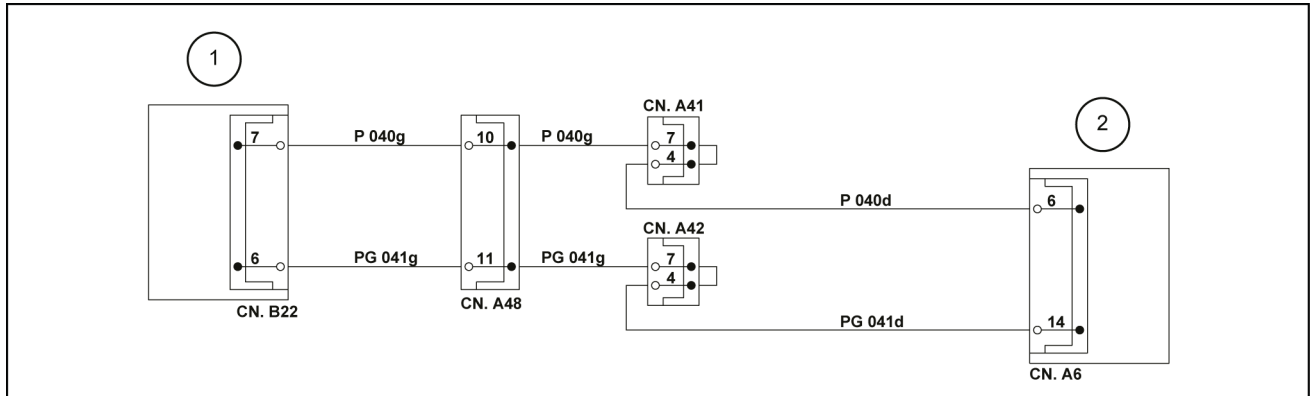 1
CN. A41
2
7 P 040g 10 P 040g 7
4
P 040d 6
CN. A42
6 PG 041g 11 PG 041g 7
4
PG 041d 14
CN. B22
CN. A48
CN. A6